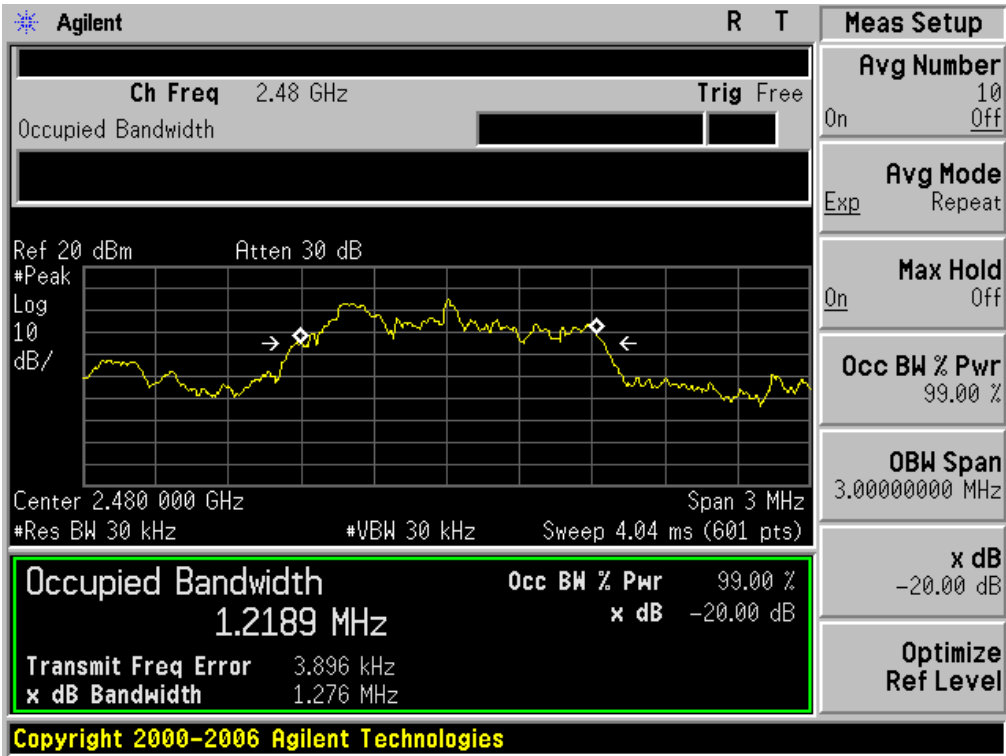 Agilent R T
Meas Setup
Ch Freq 2.48 GHz Trig Free
Occupied Bandwidth
Ref 20 dBm Atten 30 dB
#Peak
Log
10
dB/
Center 2.480 000 GHz Span 3 MHz
#Res BW 30 kHz #VBW 30 kHz Sweep 4.04 ms (601 pts)
Occupied Bandwidth Occ BW % Pwr 99.00 %
1.2189 MHz x dB -20.00 dB
Transmit Freq Error 3.896 kHz
x dB Bandwidth 1.276 MHz
Copyright 2000-2006 Agilent Technologies
Avg Number
10
On Off
Avg Mode
Exp Repeat
Max Hold
On Off
Occ BW % Pwr
99.00 %
OBW Span
3.00000000 MHz
x dB
-20.00 dB
Optimize
Ref Level